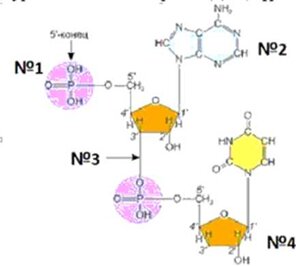 5'-конец
NH₂
№1
№2
OH
O=P—O—CH₂
OH
5'
N
N
CH
HC
N
N
4'
O
1'
H
H
H
H
3'
2'
OH
№3
O
O
O=P—O—CH₂
OH
5'
HN
CH
O
N
CH
4'
O
1'
H
H
H
3'
2'
OH
№4